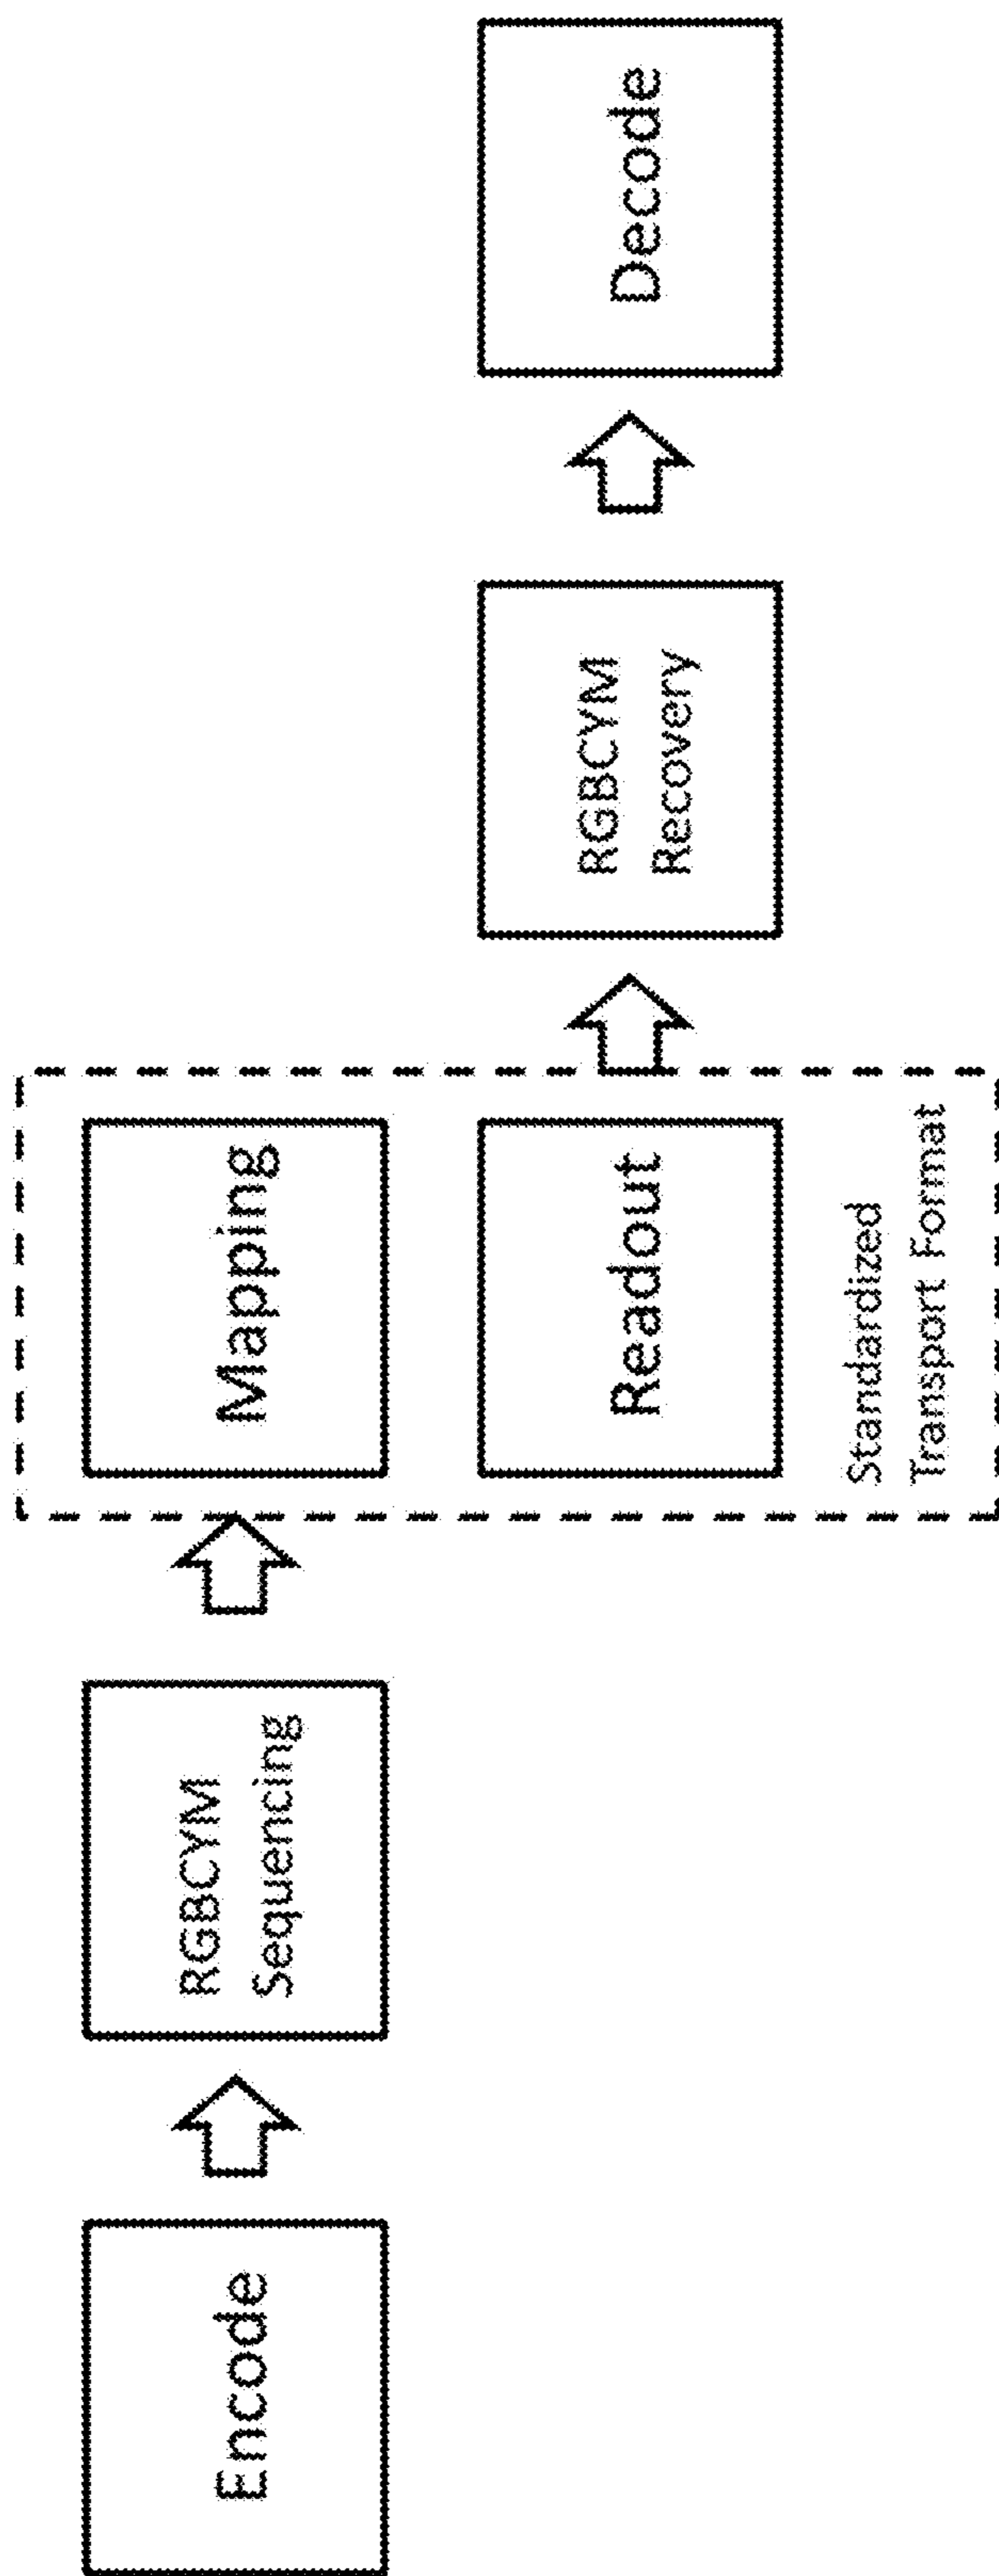 Encode
RGBCYM
Sequencing
Mapping
Readout
Standardized
Transport Format
RGBCYM
Recovery
Decode